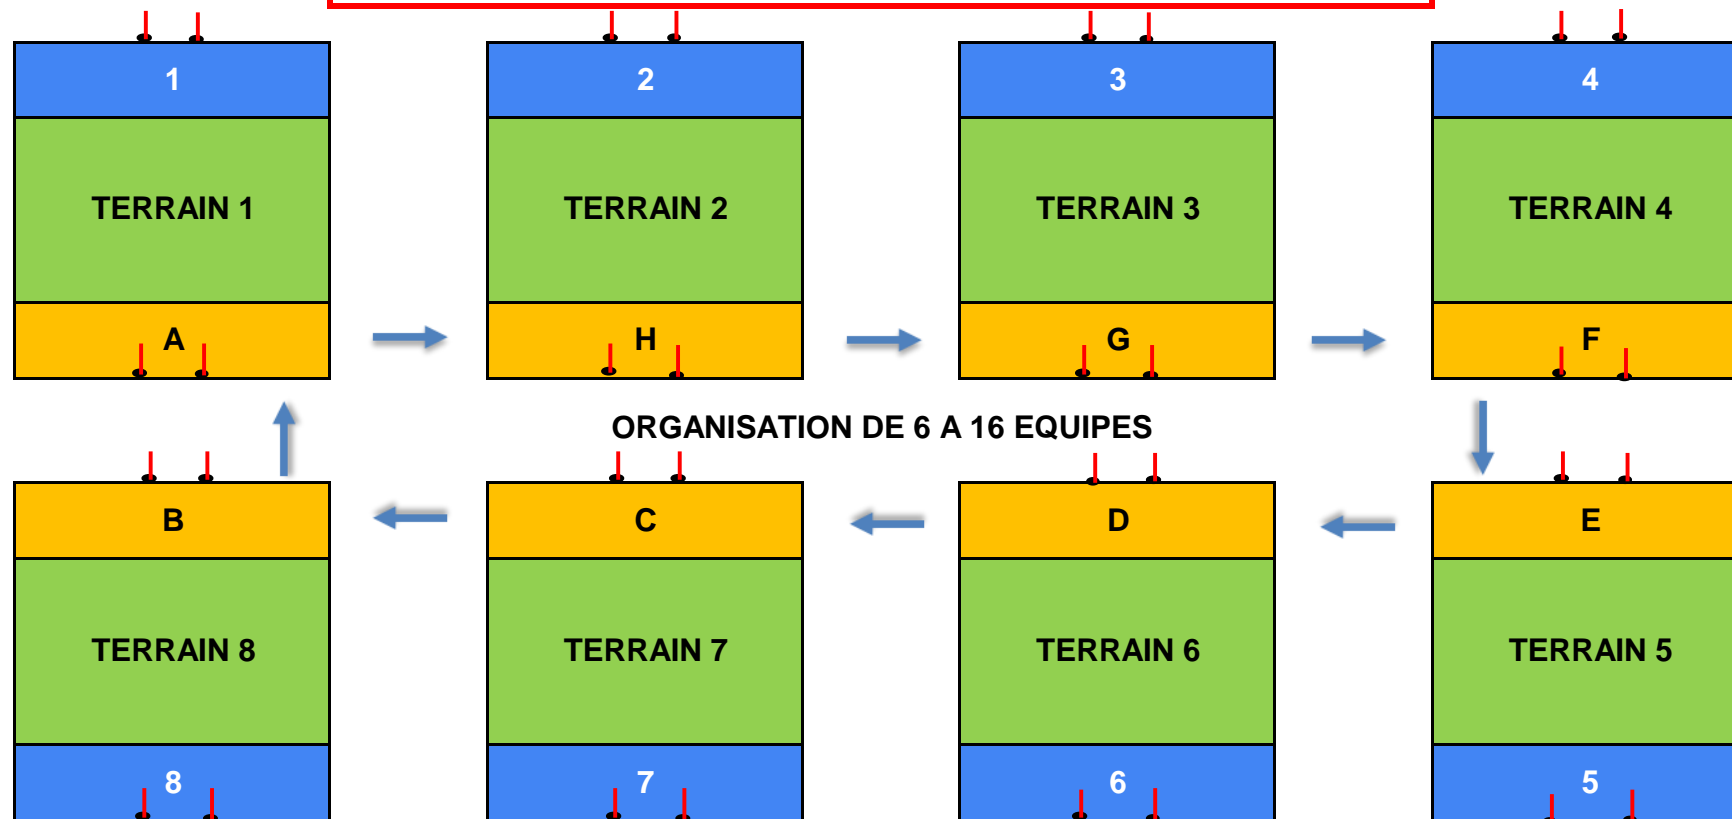 1 2 3 4
TERRAIN 1 TERRAIN 2 TERRAIN 3 TERRAIN 4
A H G F
ORGANISATION DE 6 A 16 EQUIPES
B C D E
TERRAIN 8 TERRAIN 7 TERRAIN 6 TERRAIN 5
8 7 6 5